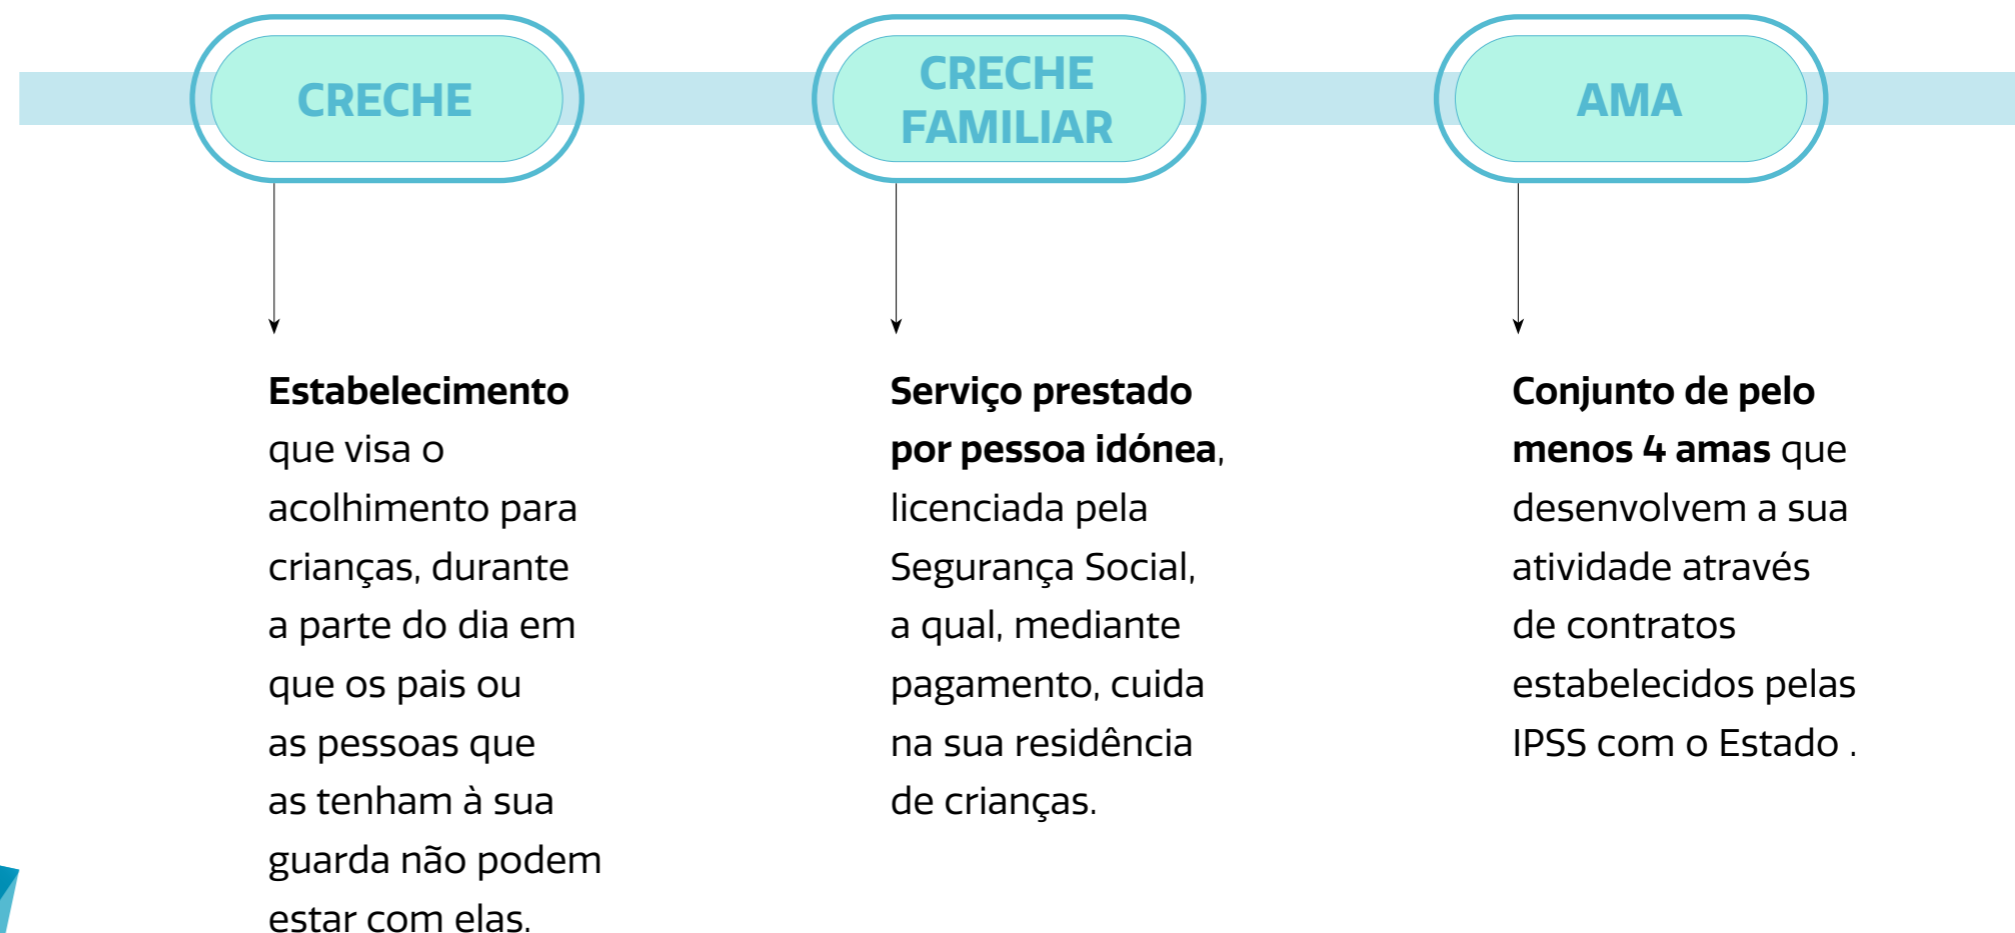 CRECHE
Estabelecimento
que visa o
acolhimento para
crianças, durante
a parte do dia em
que os pais ou
as pessoas que
as tenham à sua
guarda não podem
estar com elas.
CRECHE
FAMILIAR
Serviço prestado
por pessoa idónea,
licenciada pela
Segurança Social,
a qual, mediante
pagamento, cuida
na sua residência
de crianças.
AMA
Conjunto de pelo
menos 4 amas que
desenvolvem a sua
atividade através
de contratos
estabelecidos pelas
IPSS com o Estado .